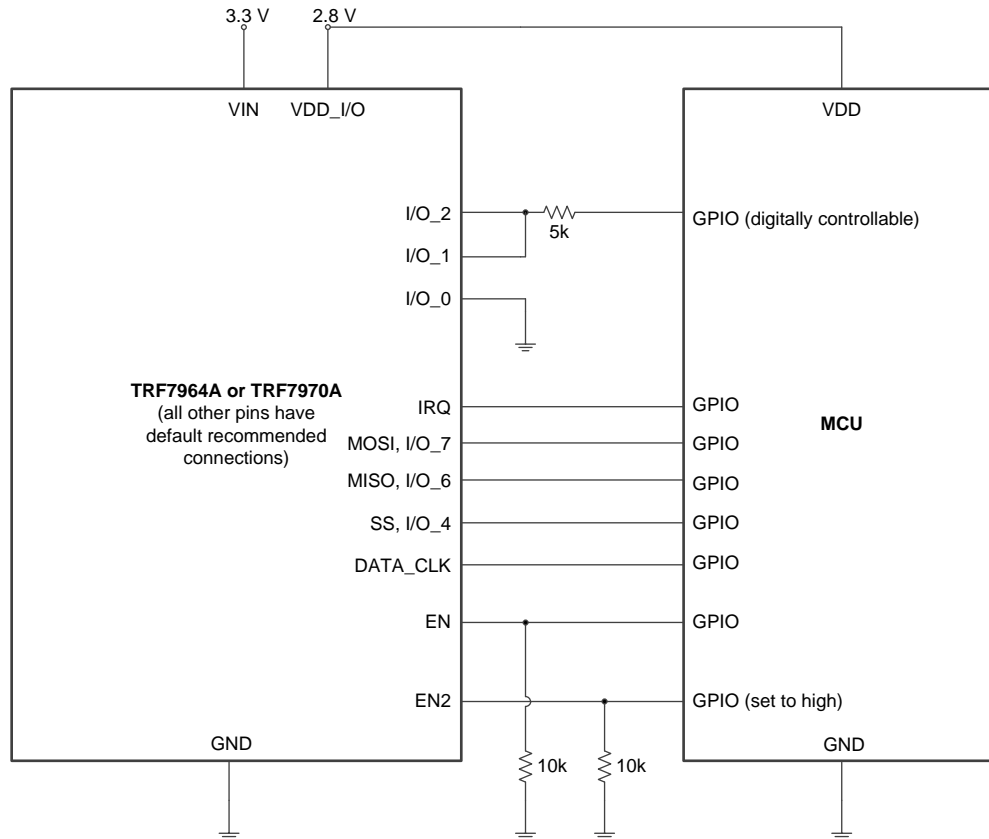 3.3 V
2.8 V
VIN
VDD_I/O
VDD
I/O_2
5k
GPIO (digitally controllable)
I/O_1
I/O_0
TRF7964A or TRF7970A
(all other pins have
default recommended
connections)
MCU
IRQ
GPIO
MOSI, I/O_7
GPIO
MISO, I/O_6
GPIO
SS, I/O_4
GPIO
DATA_CLK
GPIO
EN
GPIO
EN2
GPIO (set to high)
GND
10k
10k
GND